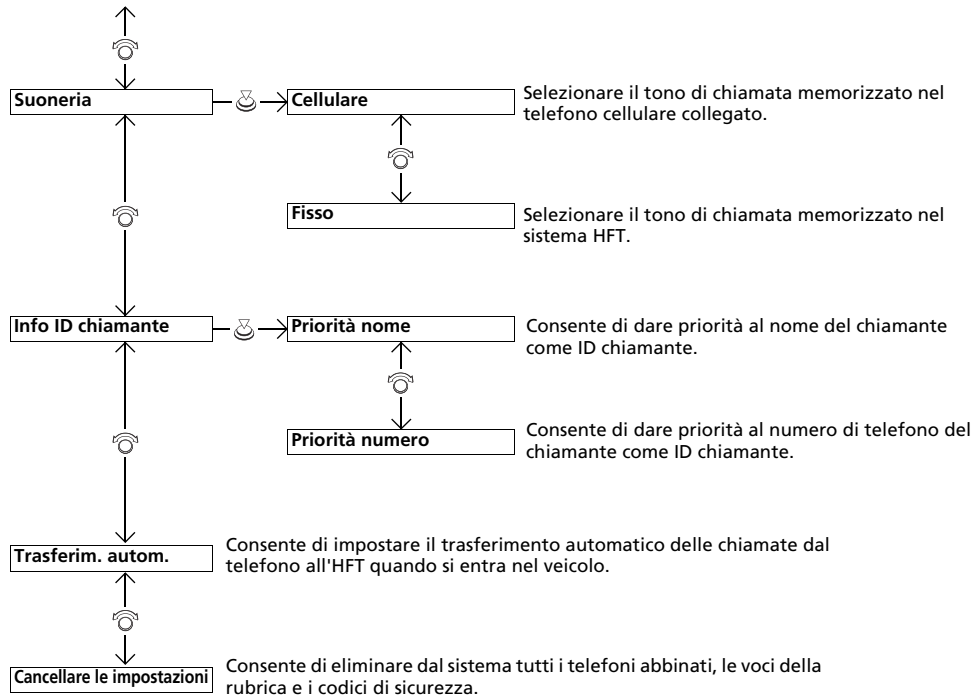 Suoneria
Cellulare
Selezionare il tono di chiamata memorizzato nel
telefono cellulare collegato.
Fisso
Selezionare il tono di chiamata memorizzato nel
sistema HFT.
Info ID chiamante
Priorità nome
Consente di dare priorità al nome del chiamante
come ID chiamante.
Priorità numero
Consente di dare priorità al numero di telefono del
chiamante come ID chiamante.
Trasferim. autom.
Consente di impostare il trasferimento automatico delle chiamate dal
telefono all'HFT quando si entra nel veicolo.
Cancellare le impostazioni
Consente di eliminare dal sistema tutti i telefoni abbinati, le voci della
rubrica e i codici di sicurezza.